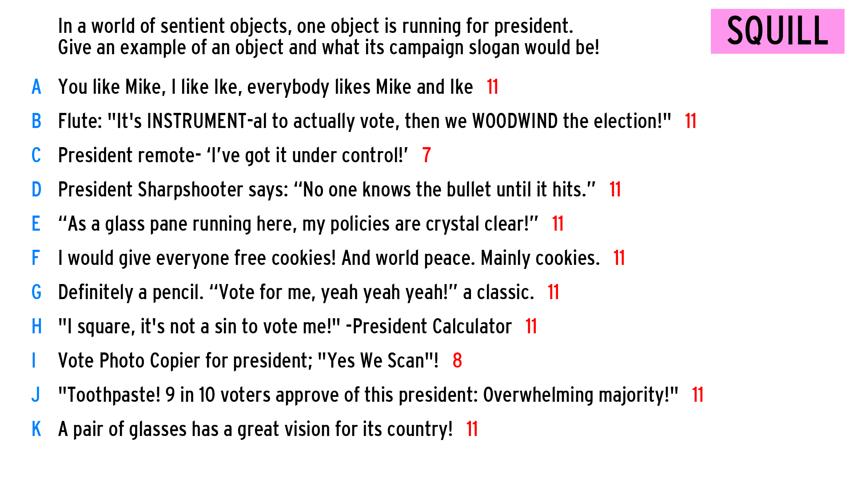 In a world of sentient objects, one object is running for president.
Give an example of an object and what its campaign slogan would be!
SQUILL
A You like Mike, I like Ike, everybody likes Mike and Ike 11
B Flute: "It's INSTRUMENT-al to actually vote, then we WOODWIND the election!" 11
C President remote- ‘I’ve got it under control!’ 7
D President Sharpshooter says: “No one knows the bullet until it hits.” 11
E “As a glass pane running here, my policies are crystal clear!” 11
F I would give everyone free cookies! And world peace. Mainly cookies. 11
G Definitely a pencil. “Vote for me, yeah yeah yeah!” a classic. 11
H "I square, it's not a sin to vote me!" -President Calculator 11
I Vote Photo Copier for president; "Yes We Scan"! 8
J "Toothpaste! 9 in 10 voters approve of this president: Overwhelming majority!" 11
K A pair of glasses has a great vision for its country! 11